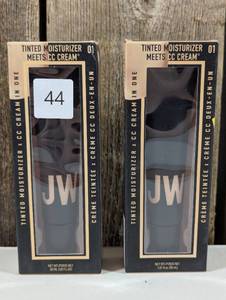 TINTED MOISTURIZER 01
MEETS CC CREAM
TINTED MOISTURIZER & CC CREAM IN ONE
44
JW
CRÈME TEINTÉE & CRÈME CC DEUX-EN-UN
TINTED MOISTURIZER 01
MEETS CC CREAM
TINTED MOISTURIZER & CC CREAM IN ONE
JW
CRÈME TEINTÉE & CRÈME CC DEUX-EN-UN